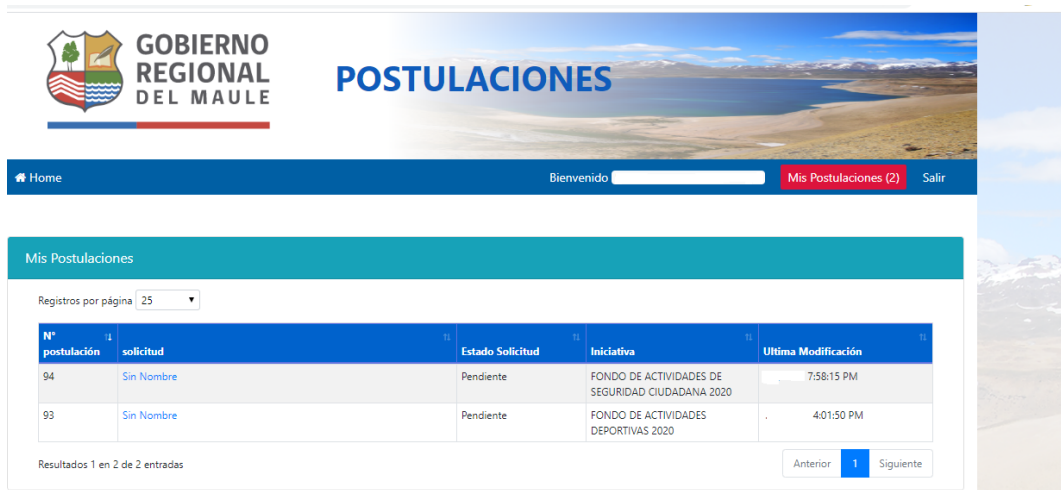 GOBIERNO
REGIONAL
DEL MAULE
POSTULACIONES
Home
Bienvenido
Mis Postulaciones (2)
Salir
Mis Postulaciones
Registros por página 25
N° postulación
solicitud
Estado Solicitud
Iniciativa
Ultima Modificación
94
Sin Nombre
Pendiente
FONDO DE ACTIVIDADES DE
SEGURIDAD CIUDADANA 2020
7:58:15 PM
93
Sin Nombre
Pendiente
FONDO DE ACTIVIDADES
DEPORTIVAS 2020
4:01:50 PM
Resultados 1 en 2 de 2 entradas
Anterior 1 Siguiente